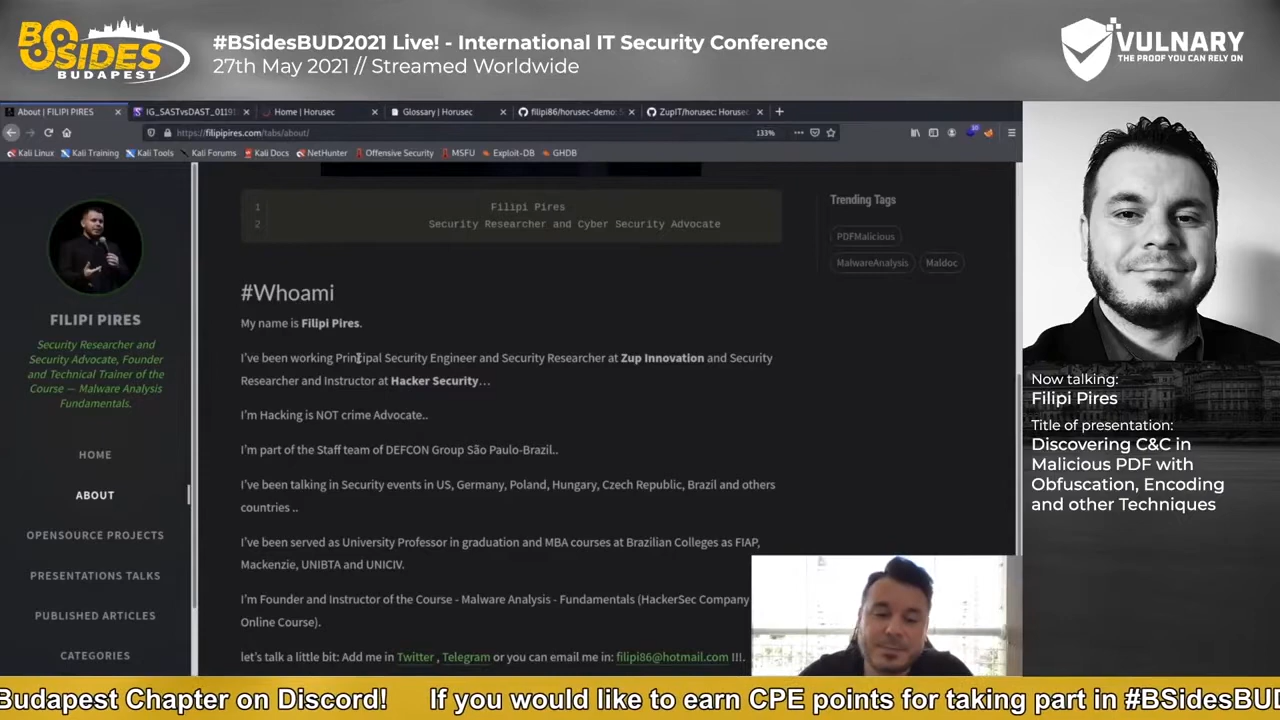 BSIDES
BUDAPEST
#BSidesBUD2021 Live! - International IT Security Conference
27th May 2021 // Streamed Worldwide
VULNARY
THE PROOF YOU CAN RELY ON
About | FILIPI PIRES
IG_SASTvsDAST_0119
Home | Horusec
Glossary | Horusec
filipi86/horusec-demo:
ZupIT/horusec: Horusec
https://filipipires.com/tabs/about/
133%
Kali Linux
Kali Training
Kali Tools
Kali Forums
Kali Docs
NetHunter
Offensive Security
MSFU
Exploit-DB
GHDB
FILIPI PIRES
Security Researcher and
Security Advocate, Founder
and Technical Trainer of the
Course — Malware Analysis
Fundamentals.
HOME
ABOUT
OPENSOURCE PROJECTS
PRESENTATIONS TALKS
PUBLISHED ARTICLES
CATEGORIES
1 Filipi Pires
2 Security Researcher and Cyber Security Advocate
#Whoami
My name is Filipi Pires.
I've been working Principal Security Engineer and Security Researcher at Zup Innovation and Security
Researcher and Instructor at Hacker Security…
I'm Hacking is NOT crime Advocate..
I'm part of the Staff team of DEFCON Group São Paulo-Brazil..
I've been talking in Security events in US, Germany, Poland, Hungary, Czech Republic, Brazil and others
countries ..
I've been served as University Professor in graduation and MBA courses at Brazilian Colleges as FIAP,
Mackenzie, UNIBTA and UNICIV.
I'm Founder and Instructor of the Course - Malware Analysis - Fundamentals (HackerSec Company
Online Course).
let's talk a little bit: Add me in Twitter , Telegram or you can email me in: filipi86@hotmail.com !!!.
Trending Tags
PDFMalicious
MalwareAnalysis
Maldoc
Now talking:
Filipi Pires
Title of presentation:
Discovering C&C in
Malicious PDF with
Obfuscation, Encoding
and other Techniques
Budapest Chapter on Discord! If you would like to earn CPE points for taking part in #BSidesBUD